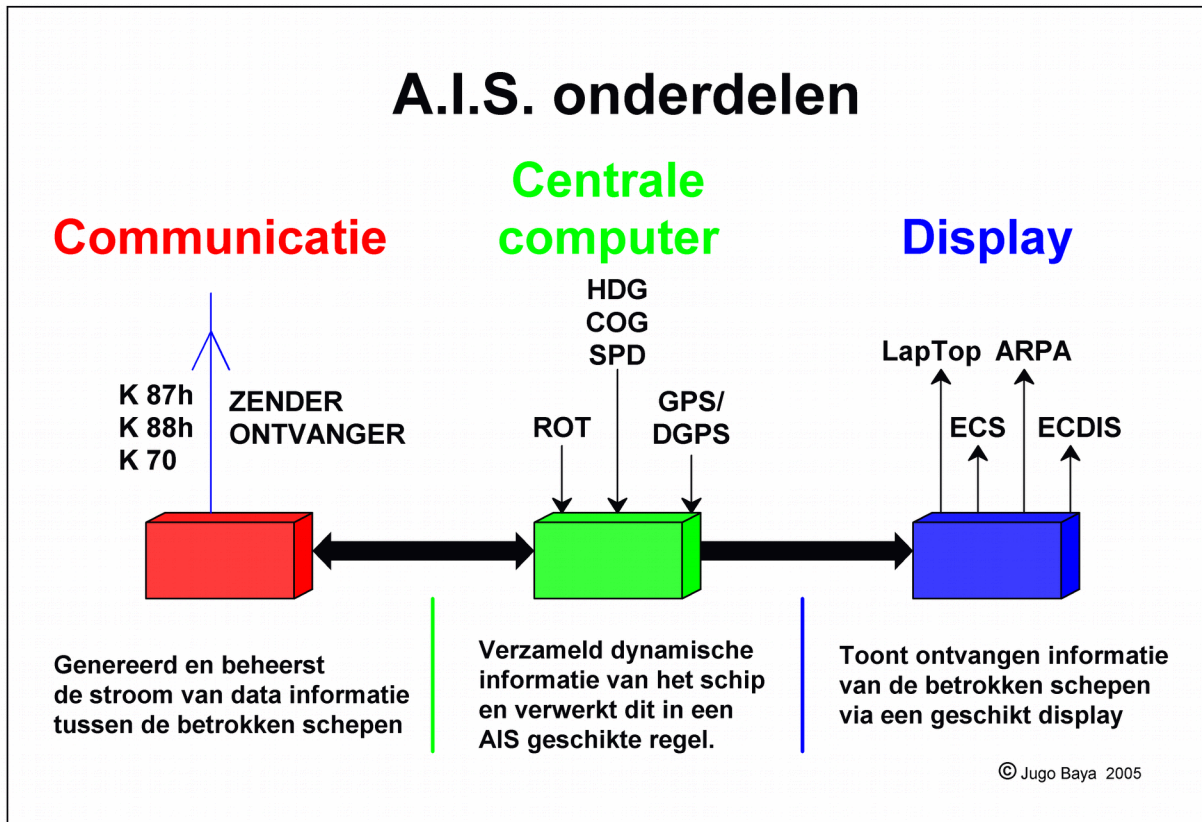 A.I.S. onderdelen
Communicatie
Centrale
computer
Display
HDG
COG
SPD
ROT
GPS/
DGPS
K 87h
K 88h
K 70
ZENDER
ONTVANGER
LapTop ARPA
ECS ECDIS
Genereerd en beheerst
de stroom van data informatie
tussen de betrokken schepen
Verzameld dynamische
informatie van het schip
en verwerkt dit in een
AIS geschikte regel.
Toont ontvangen informatie
van de betrokken schepen
via een geschikt display
© Jugo Baya 2005